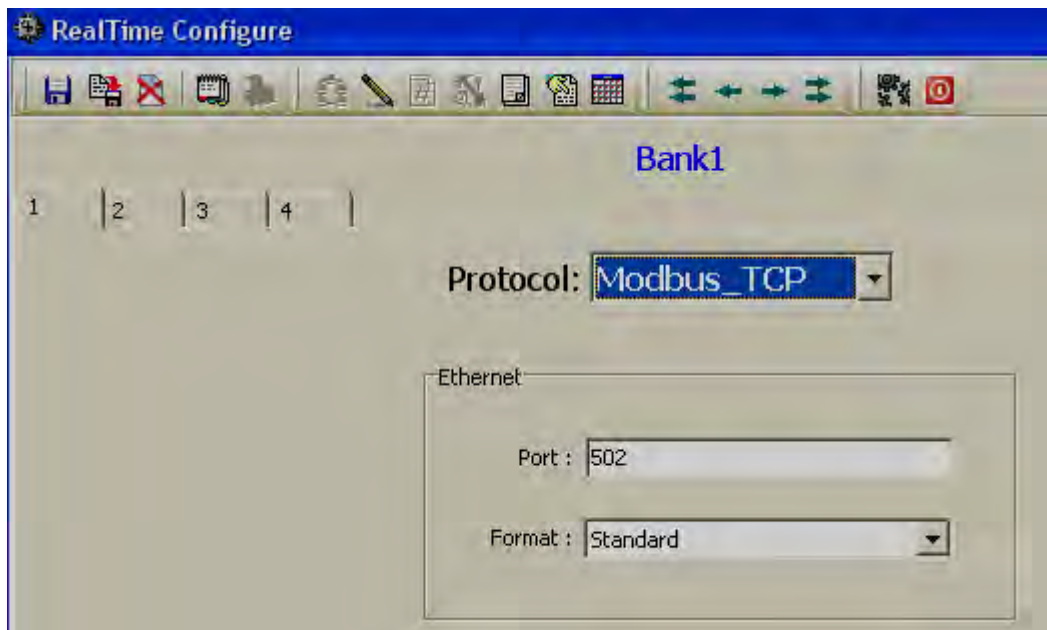 RealTime Configure
Bank1
1 2 3 4
Protocol: Modbus_TCP
Ethernet
Port : 502
Format : Standard